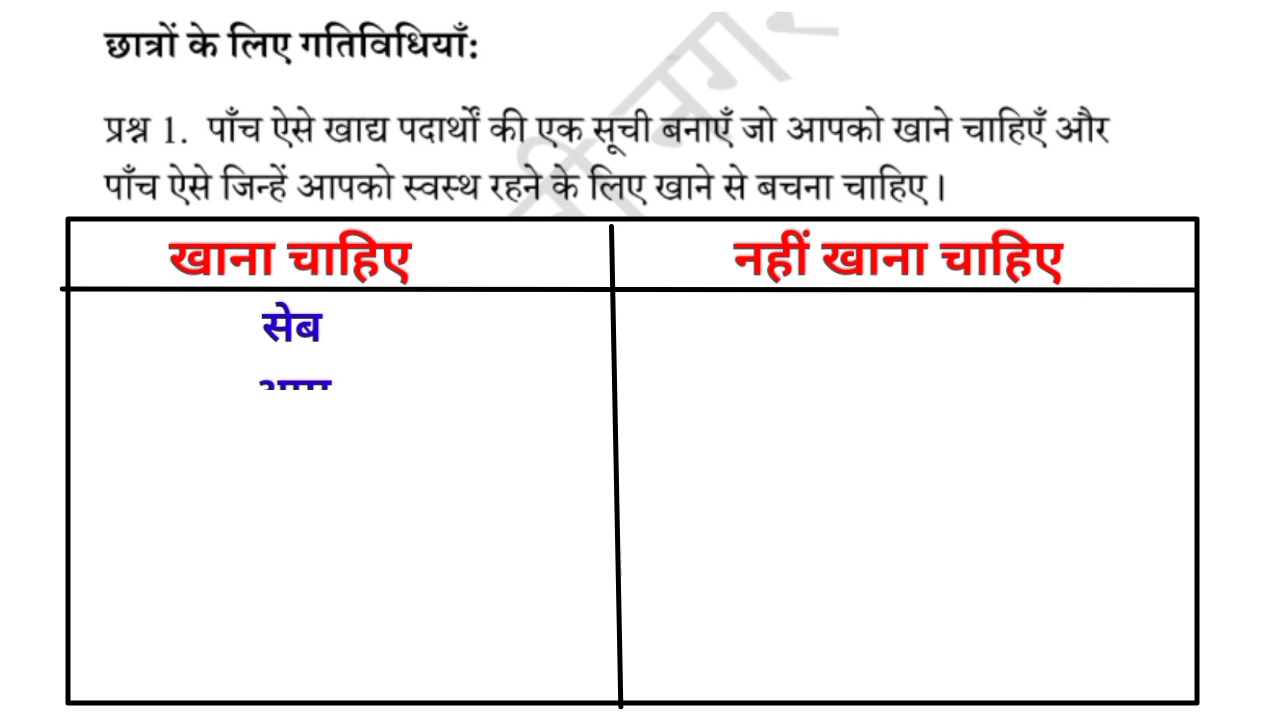 छात्रों के लिए गतिविधियाँ:
प्रश्न 1. पाँच ऐसे खाद्य पदार्थों की एक सूची बनाएँ जो आपको खाने चाहिएँ और
पाँच ऐसे जिन्हें आपको स्वस्थ रहने के लिए खाने से बचना चाहिए।
खाना चाहिए
नहीं खाना चाहिए
सेब